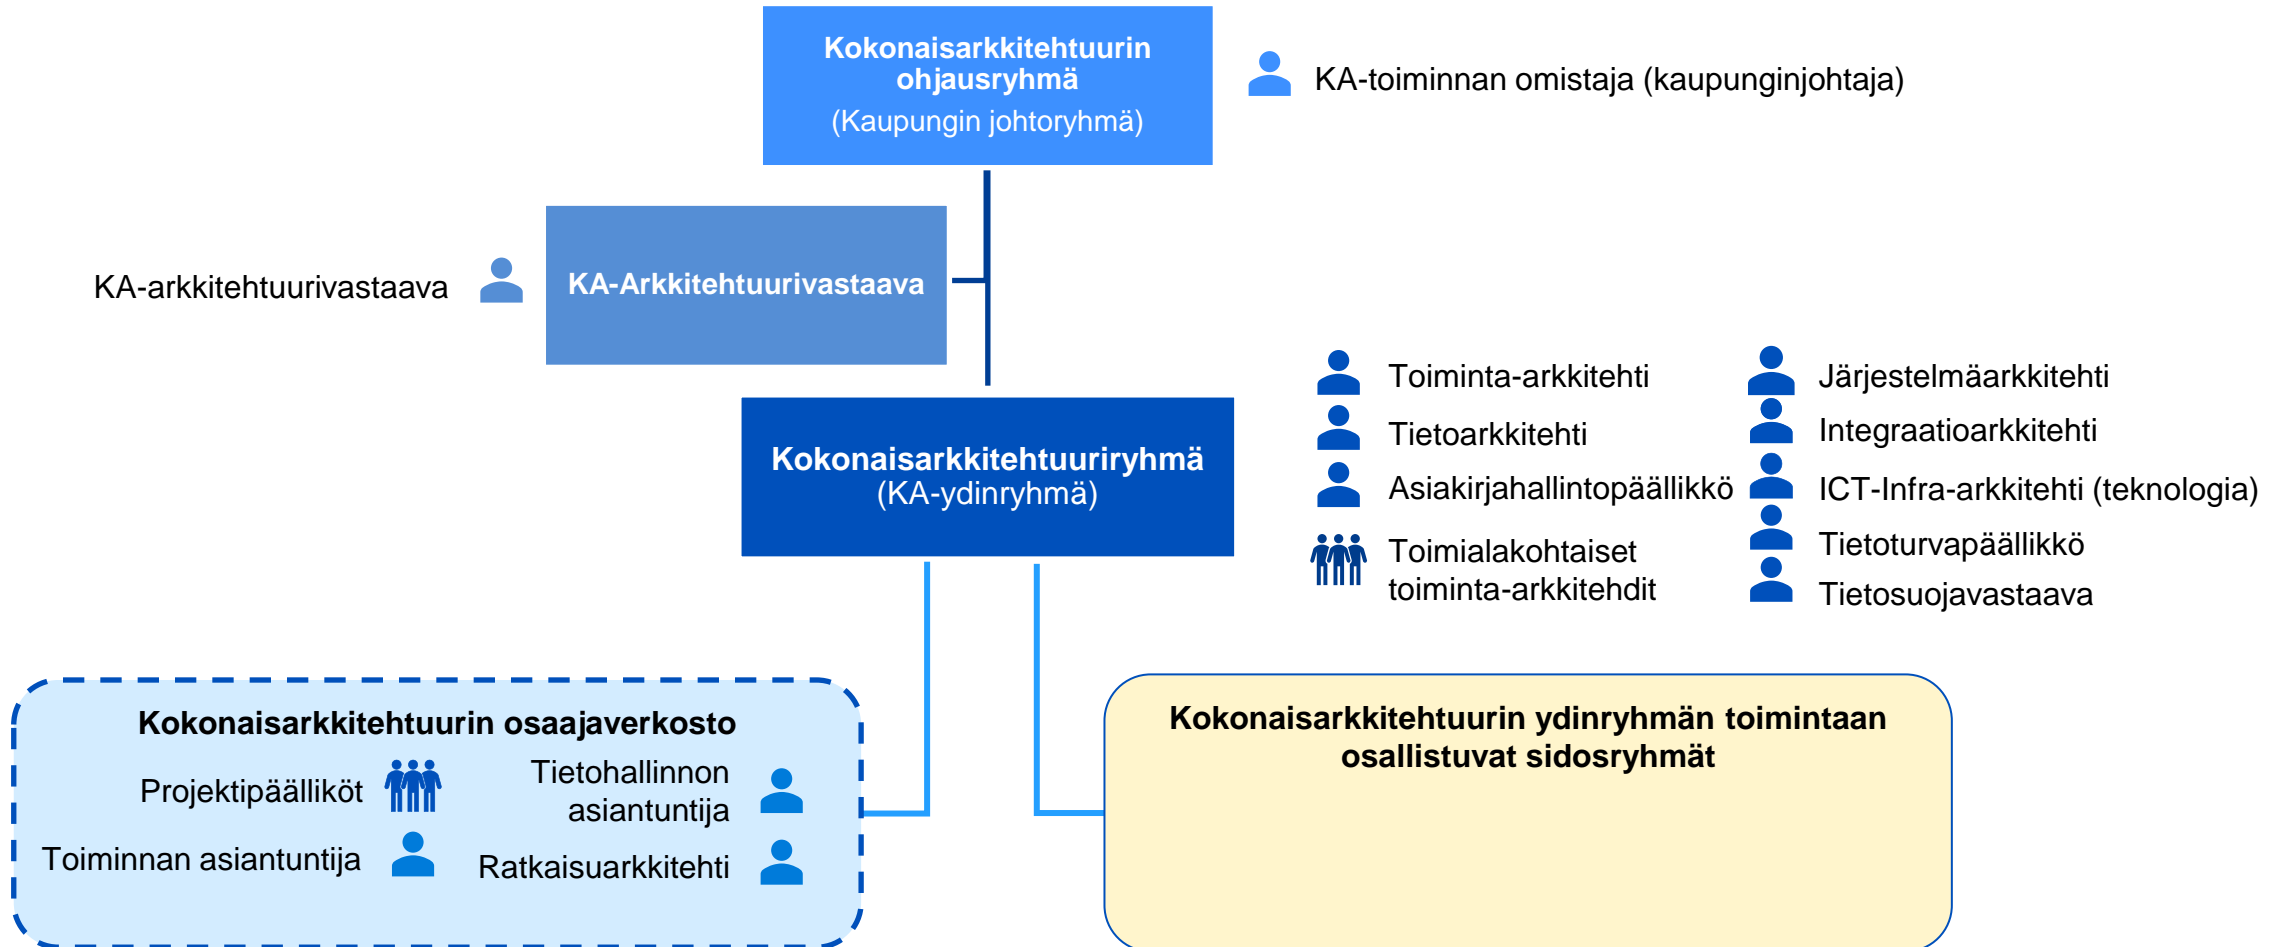 Kokonaisarkkitehtuurin
ohjausryhmä
(Kaupungin johtoryhmä)
KA-toiminnan omistaja (kaupunginjohtaja)
KA-arkkitehtuurivastaava
KA-Arkkitehtuurivastaava
Kokonaisarkkitehtuuriryhmä
(KA-ydinryhmä)
Toiminta-arkkitehti
Tietoarkkitehti
Asiakirjahallintopäällikkö
Toimialakohtaiset
toiminta-arkkitehdit
Järjestelmäarkkitehti
Integraatioarkkitehti
ICT-Infra-arkkitehti (teknologia)
Tietoturvapäällikkö
Tietosuojavastaava
Kokonaisarkkitehtuurin osaajaverkosto
Projektipäälliköt
Toiminnan asiantuntija
Tietohallinnon
asiantuntija
Ratkaisuarkkitehti
Kokonaisarkkitehtuurin ydinryhmän toimintaan
osallistuvat sidosryhmät